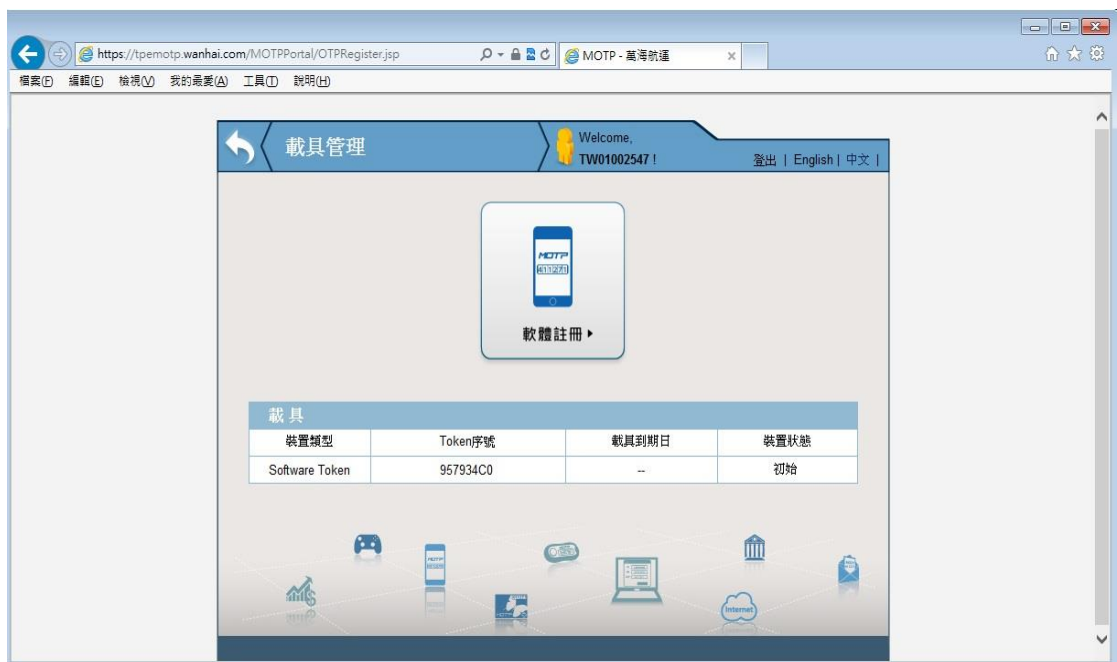 https://tpemotp.wanhai.com/MOTPPortal/OTPRegister.jsp
MOTP - 萬海航運
檔案(F) 編輯(E) 檢視(V) 我的最愛(A) 工具(T) 說明(H)
載具管理
Welcome,
TW01002547 !
登出 | English | 中文 |
MOTP
軟體註冊
載具
裝置類型 Token序號 載具到期日 裝置狀態
Software Token 957934C0 -- 初始
MOTP
Internet